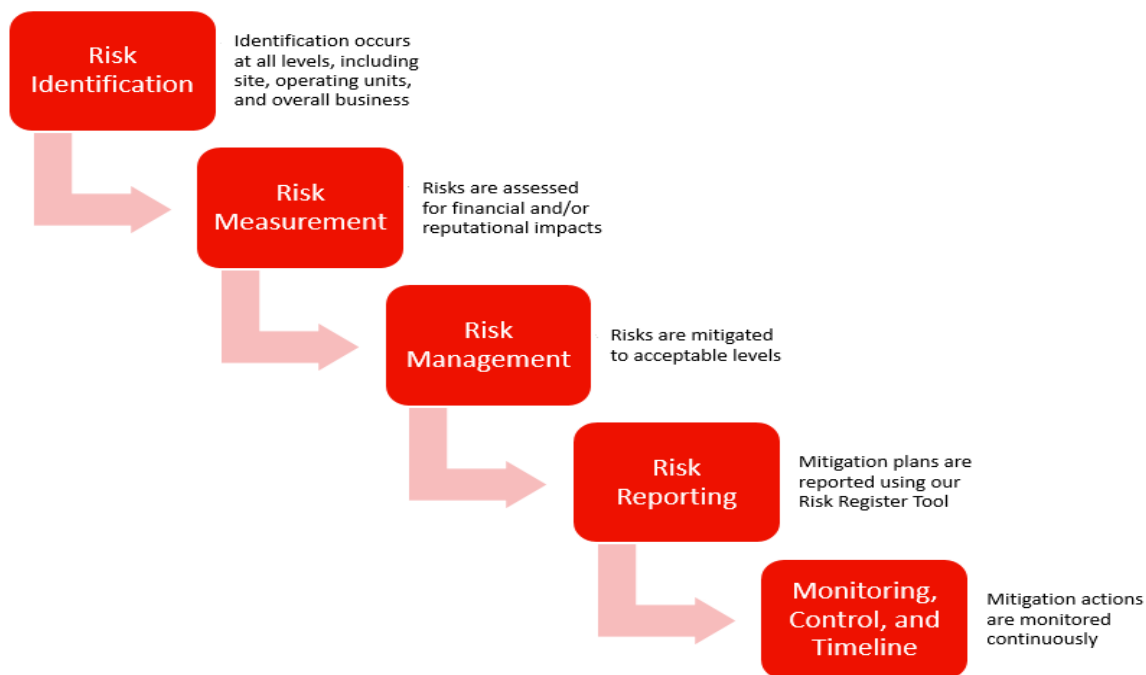 Risk
Identification
Identification occurs
at all levels, including
site, operating units,
and overall business
Risk
Measurement
Risks are assessed
for financial and/or
reputational impacts
Risk
Management
Risks are mitigated
to acceptable levels
Risk
Reporting
Mitigation plans are
reported using our
Risk Register Tool
Monitoring,
Control, and
Timeline
Mitigation actions
are monitored
continuously